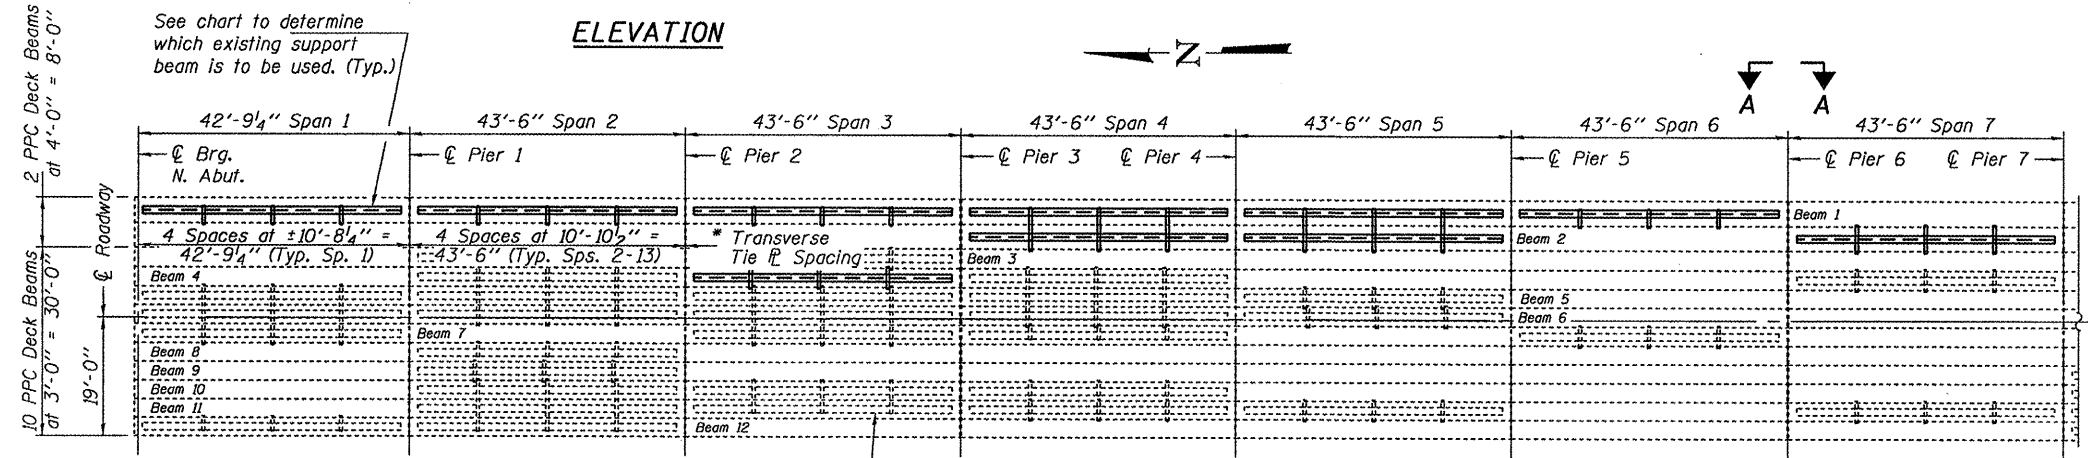 See chart to determine
which existing support
beam is to be used. (Typ.)
ELEVATION
N
A A
2 PPC Deck Beams
at 4'-0" = 8'-0"
42'-9¼" Span 1
43'-6" Span 2
43'-6" Span 3
43'-6" Span 4
43'-6" Span 5
43'-6" Span 6
43'-6" Span 7
℄ Brg.
N. Abut.
℄ Pier 1
℄ Pier 2
℄ Pier 3
℄ Pier 4
℄ Pier 5
℄ Pier 6
℄ Pier 7
℄ Roadway
4 Spaces at ±10'-8¼" =
42'-9¼" (Typ. Sp. 1)
4 Spaces at 10'-10½" =
43'-6" (Typ. Sps. 2-13)
* Transverse
Tie ℙL Spacing
Beam 1
Beam 2
Beam 3
Beam 4
Beam 5
Beam 6
Beam 7
Beam 8
Beam 9
Beam 10
Beam 11
Beam 12
10 PPC Deck Beams
at 3'-0" = 30'-0"
19'-0"